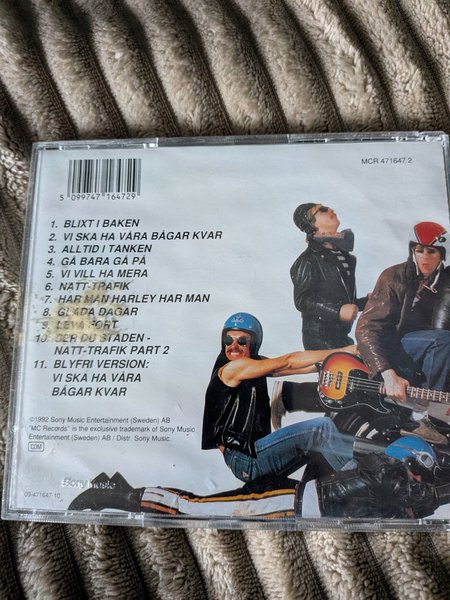 MCR 471647 2
5 099747 164729
1. BLIXT I BAKEN
2. VI SKA HA VÅRA BÅGAR KVAR
3. ALLTID I TANKEN
4. GÅ BARA GÅ PÅ
5. VI VILL HA MERA
6. NATT-TRAFIK
7. HAR MAN HARLEY HAR MAN
8. GLADA DAGAR
9. LEVA FORT
10. SER DU STADEN -
NATT-TRAFIK PART 2
11. BLYFRI VERSION:
VI SKA HA VÅRA
BÅGAR KVAR
©1992 Sony Music Entertainment (Sweden) AB
"MC Records" is the exclusive trademark of Sony Music
Entertainment (Sweden) AB / Distr. Sony Music.
Sony Music
09-471647-10